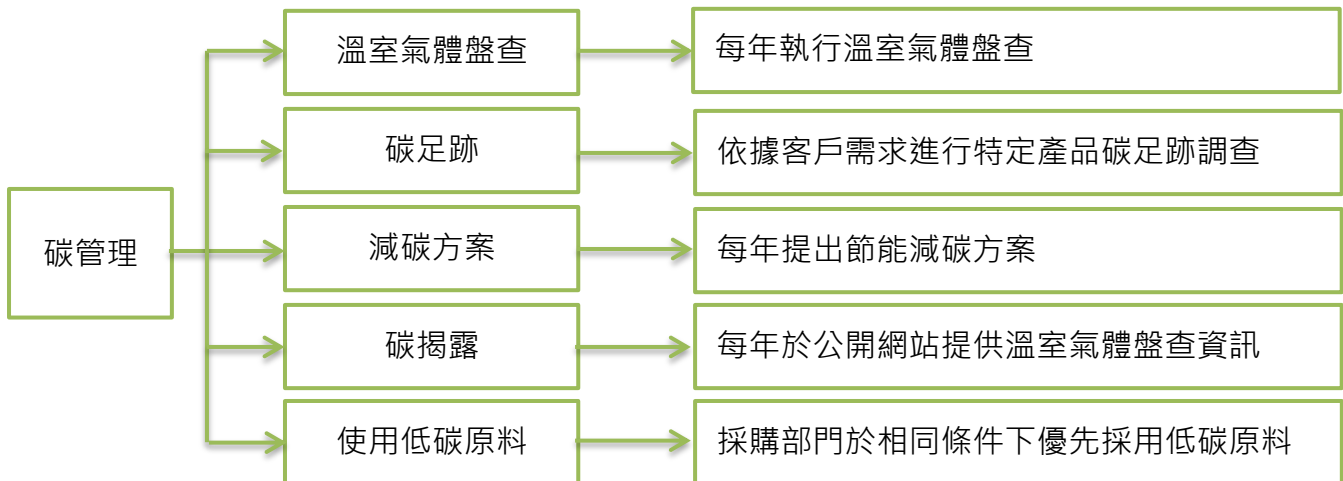 碳管理
溫室氣體盤查
每年執行溫室氣體盤查
碳足跡
依據客戶需求進行特定產品碳足跡調查
減碳方案
每年提出節能減碳方案
碳揭露
每年於公開網站提供溫室氣體盤查資訊
使用低碳原料
採購部門於相同條件下優先採用低碳原料